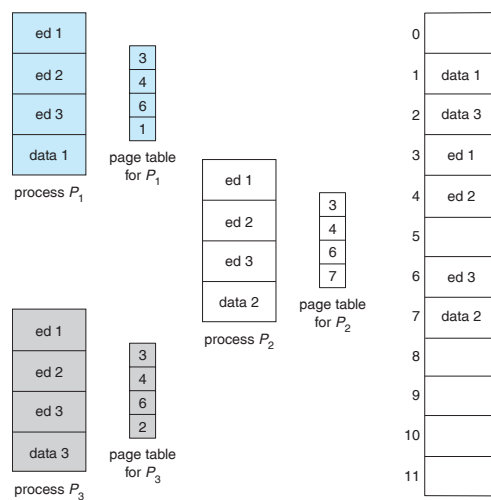 ed 1
ed 2
ed 3
data 1
process P1
3
4
6
1
page table
for P1
ed 1
ed 2
ed 3
data 2
process P2
3
4
6
7
page table
for P2
ed 1
ed 2
ed 3
data 3
process P3
3
4
6
2
page table
for P3
0
1 data 1
2 data 3
3 ed 1
4 ed 2
5
6 ed 3
7 data 2
8
9
10
11